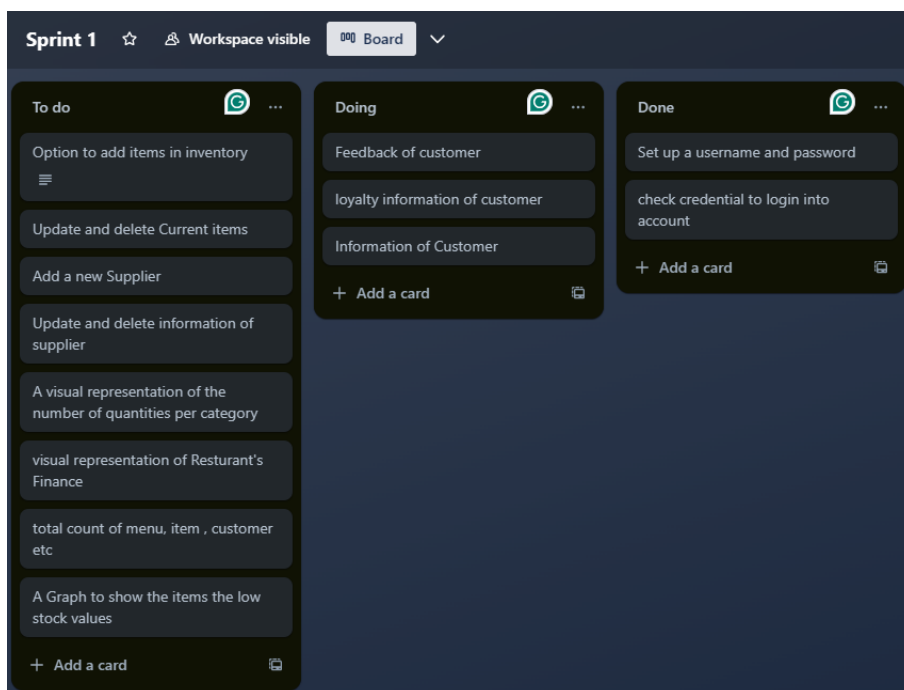 Sprint 1 Workspace visible Board
To do
Option to add items in inventory
Update and delete Current items
Add a new Supplier
Update and delete information of
supplier
A visual representation of the
number of quantities per category
visual representation of Resturant's
Finance
total count of menu, item , customer
etc
A Graph to show the items the low
stock values
+ Add a card
Doing
Feedback of customer
loyalty information of customer
Information of Customer
+ Add a card
Done
Set up a username and password
check credential to login into
account
+ Add a card